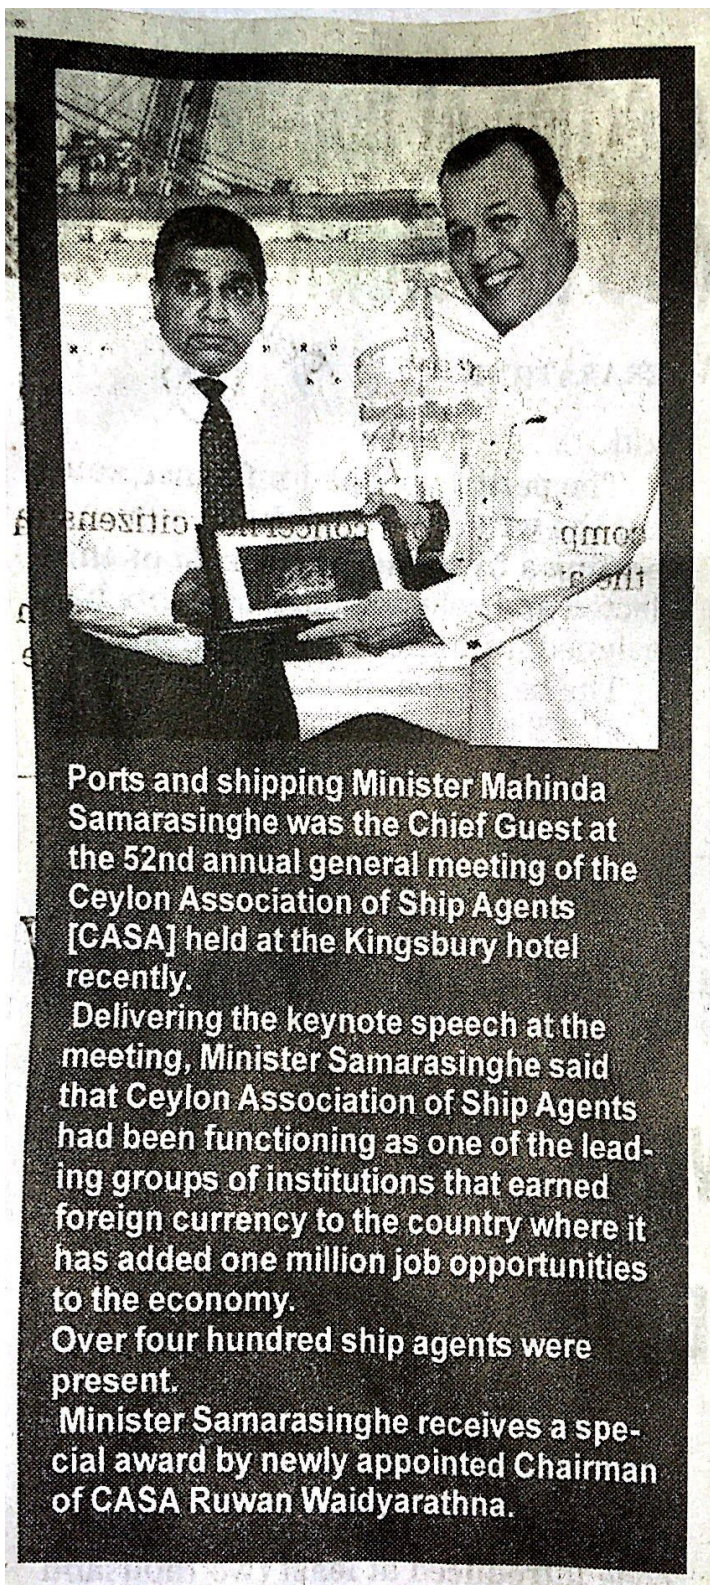 Ports and shipping Minister Mahinda
Samarasinghe was the Chief Guest at
the 52nd annual general meeting of the
Ceylon Association of Ship Agents
[CASA] held at the Kingsbury hotel
recently.
Delivering the keynote speech at the
meeting, Minister Samarasinghe said
that Ceylon Association of Ship Agents
had been functioning as one of the lead-
ing groups of institutions that earned
foreign currency to the country where it
has added one million job opportunities
to the economy.
Over four hundred ship agents were
present.
Minister Samarasinghe receives a spe-
cial award by newly appointed Chairman
of CASA Ruwan Waidyarathna.